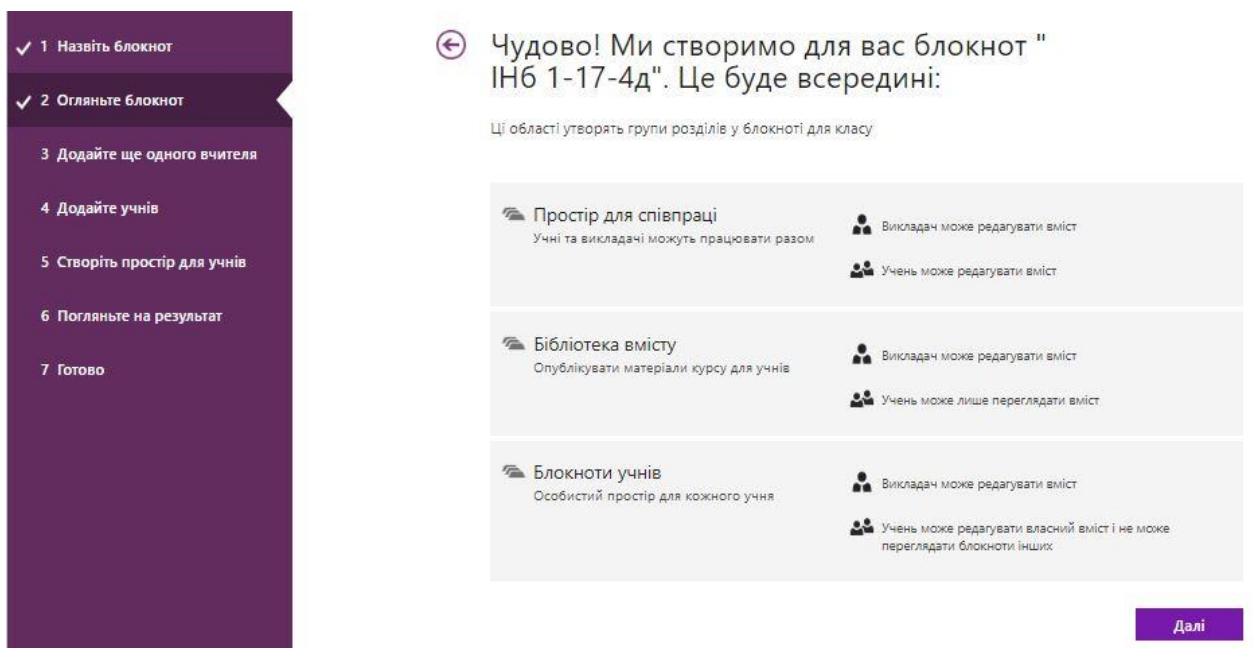 1 Назвіть блокнот
2 Огляньте блокнот
3 Додайте ще одного вчителя
4 Додайте учнів
5 Створіть простір для учнів
6 Погляньте на результат
7 Готово
Чудово! Ми створимо для вас блокнот "
ІНб 1-17-4д". Це буде всередині:
Ці області утворять групи розділів у блокноті для класу
Простір для співпраці
Учні та викладачі можуть працювати разом
Викладач може редагувати вміст
Учень може редагувати вміст
Бібліотека вмісту
Опублікувати матеріали курсу для учнів
Викладач може редагувати вміст
Учень може лише переглядати вміст
Блокноти учнів
Особистий простір для кожного учня
Викладач може редагувати вміст
Учень може редагувати власний вміст і не може
переглядати блокноти інших
Далі